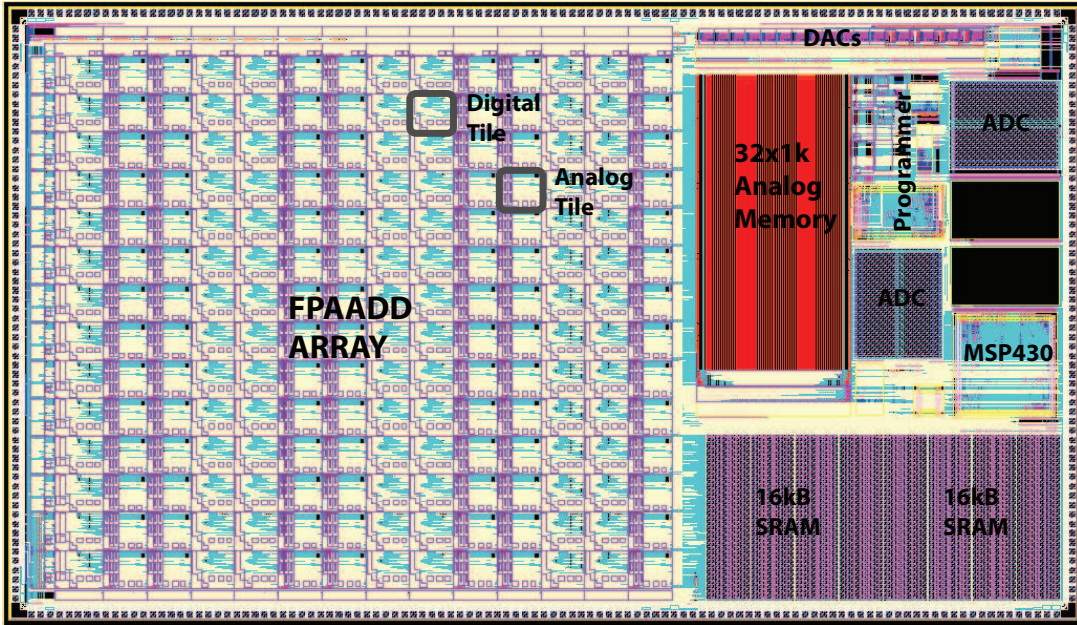 DACs
Digital
Tile
Analog
Tile
32x1k
Analog
Memory
Programmer
ADC
FPAADD
ARRAY
ADC
MSP430
16kB
SRAM
16kB
SRAM